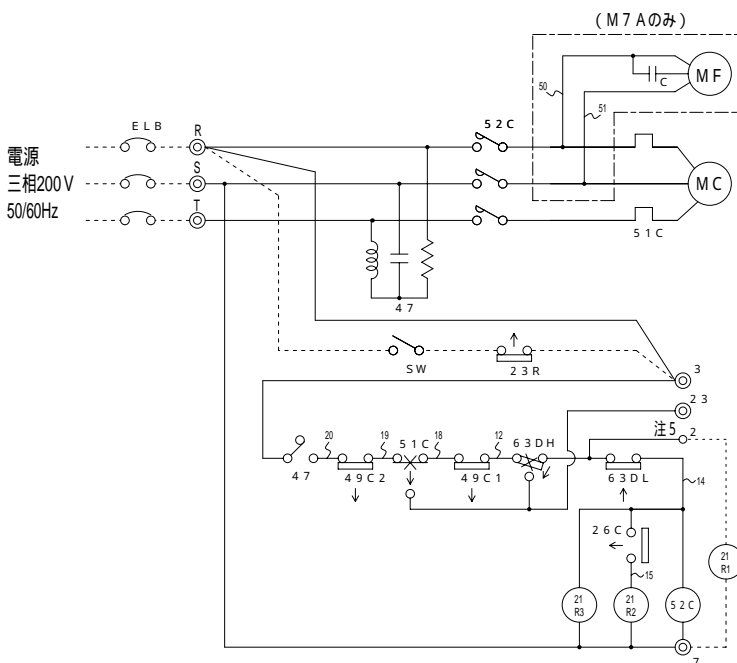 (M7Aのみ)
MF
C
50
51
ELB
R
52C
電源
三相200V
50/60Hz
S
T
MC
51C
47
SW
23R
3
23
注5
2
20
19
51C
18
12
63DH
47
49C2
49C1
63DL
14
26C
15
21
R1
21
R3
21
R2
52C
7